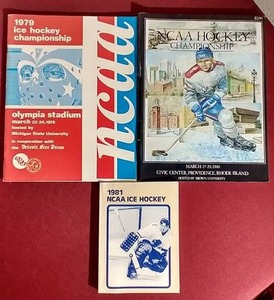 1979
ice hockey
championship
ncaa
olympia stadium
march 22-24, 1979
hosted by
Michigan State University
in cooperation with
the Detroit Free Press
NCAA HOCKEY
CHAMPIONSHIP
MARCH 27-29, 1980
CIVIC CENTER, PROVIDENCE, RHODE ISLAND
HOSTED BY BROWN UNIVERSITY
1981
NCAA ICE HOCKEY